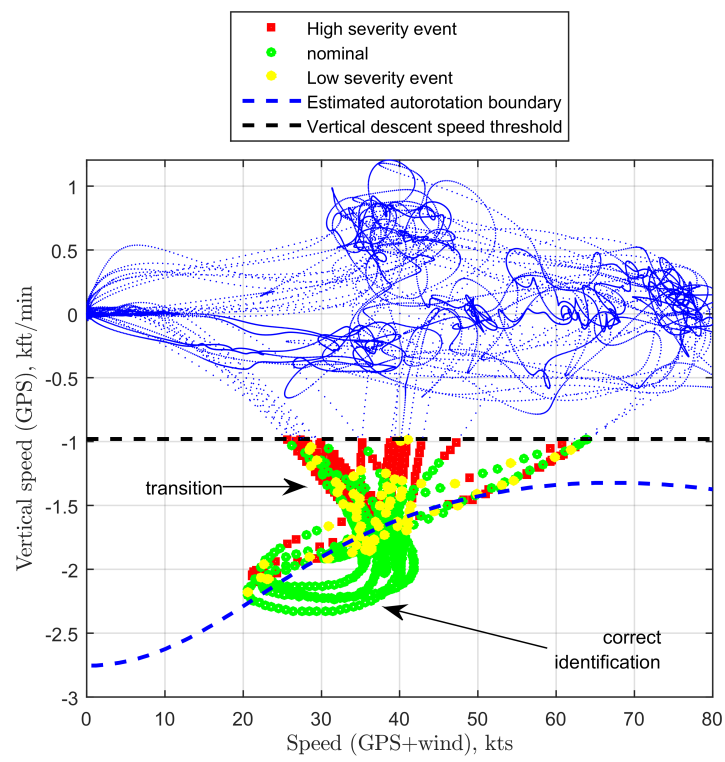 High severity event
nominal
Low severity event
Estimated autorotation boundary
Vertical descent speed threshold
1
0.5
0
-0.5
-1
-1.5
-2
-2.5
-3
Vertical speed (GPS), kft/min
transition
correct
identification
0 10 20 30 40 50 60 70 80
Speed (GPS+wind), kts